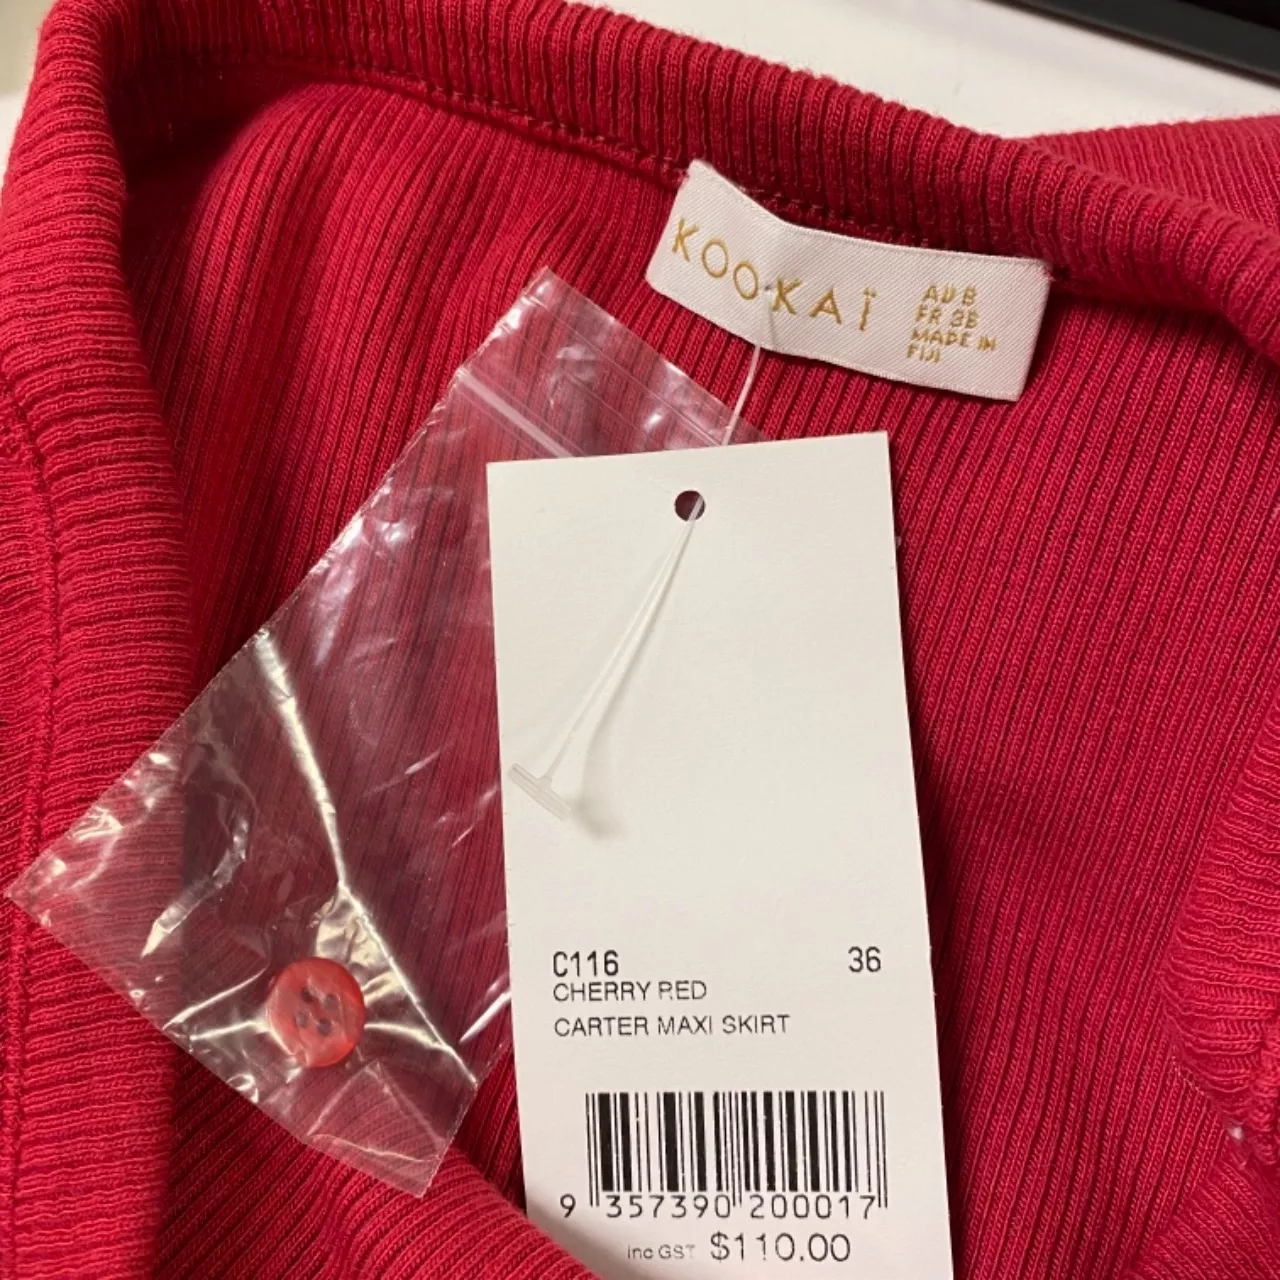 KOOKAÏ
AU 8
FR 36
MADE IN
FIJI
C116 36
CHERRY RED
CARTER MAXI SKIRT
9 357390 200017
inc GST $110.00